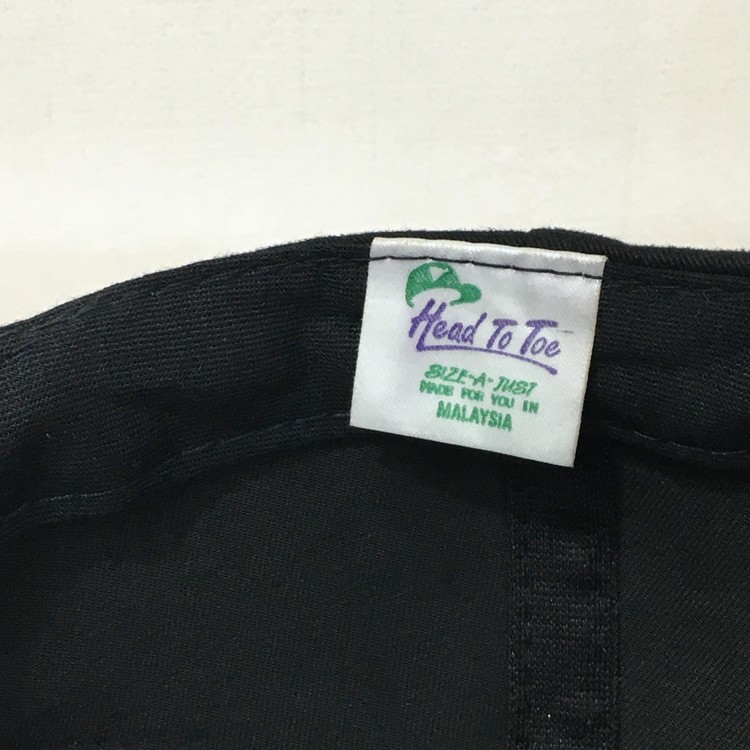 Head To Toe
SIZE-A-JUST
MADE FOR YOU IN
MALAYSIA